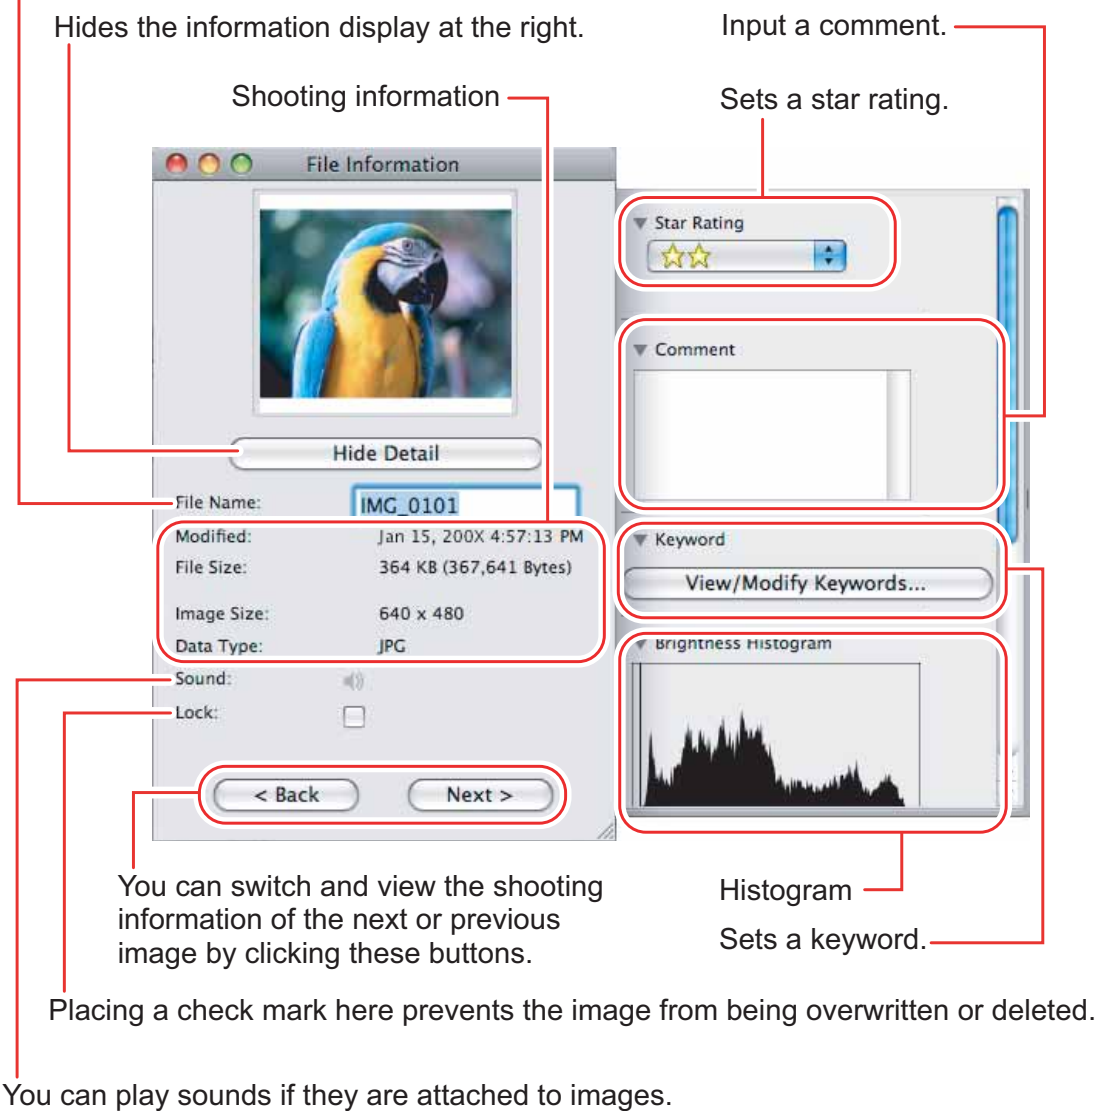 Hides the information display at the right.
Input a comment.
Shooting information
Sets a star rating.
File Information
Star Rating
Comment
Hide Detail
File Name: IMG_0101
Modified: Jan 15, 200X 4:57:13 PM
File Size: 364 KB (367,641 Bytes)
Image Size: 640 x 480
Data Type: JPG
Sound:
Lock:
< Back Next >
Keyword
View/Modify Keywords...
Brightness Histogram
You can switch and view the shooting
information of the next or previous
image by clicking these buttons.
Histogram
Sets a keyword.
Placing a check mark here prevents the image from being overwritten or deleted.
You can play sounds if they are attached to images.